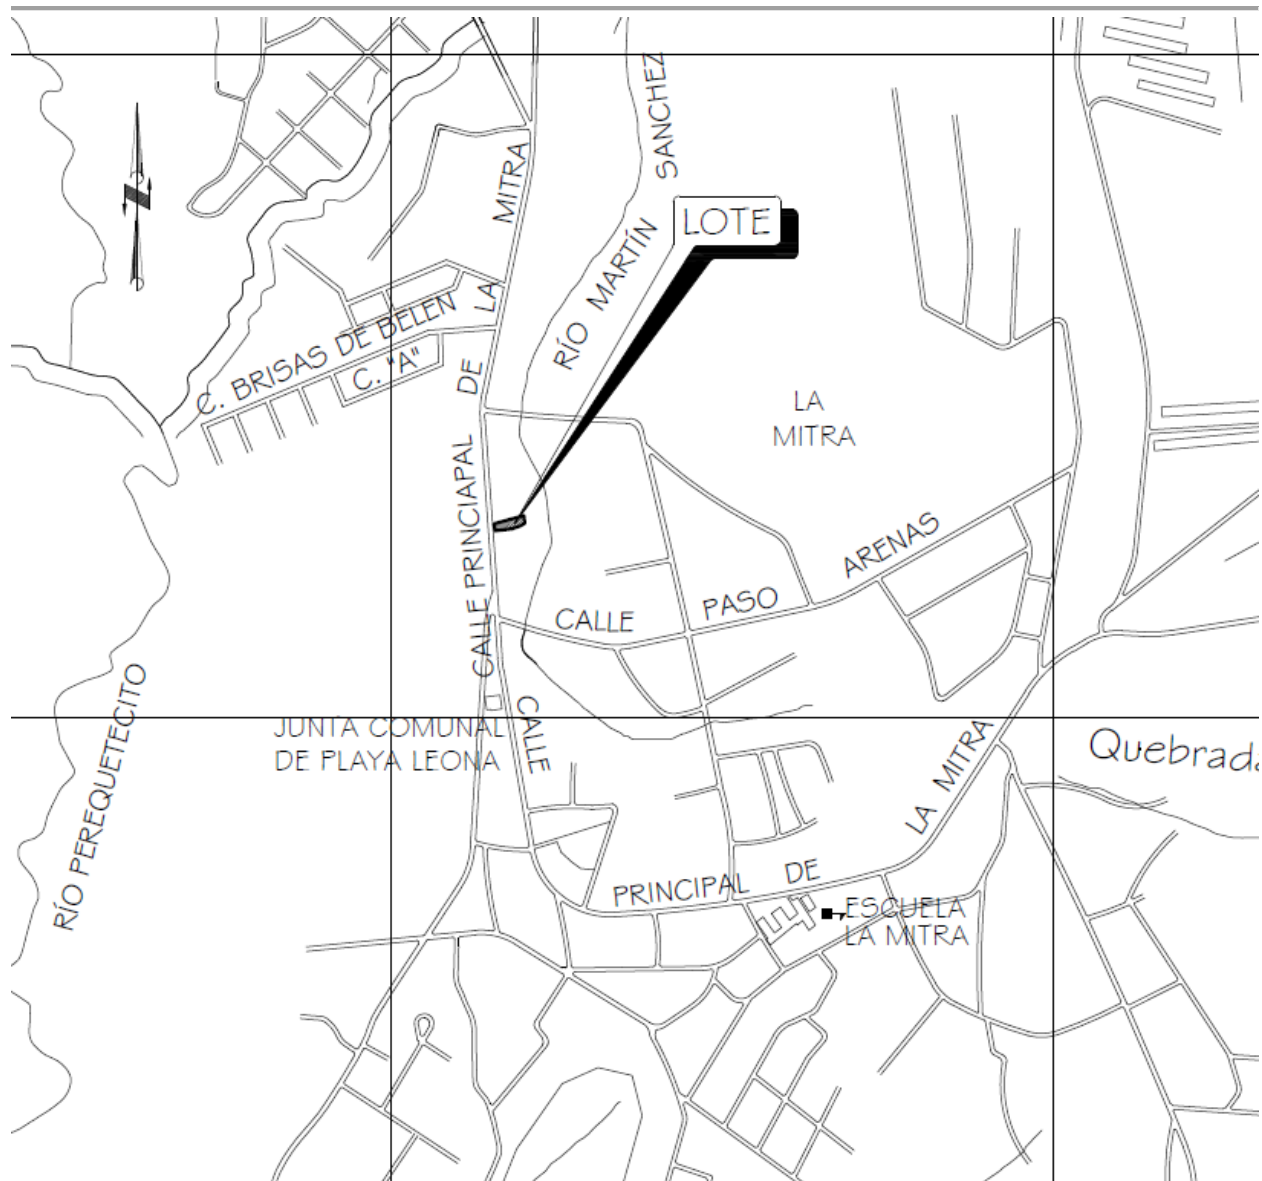 SANCHEZ
RÍO MARTÍN
LOTE
MITRA
LA
DE
CALLE PRINCIAPAL
C. BRISAS DE BELEN
C. "A"
LA
MITRA
CALLE
PASO
ARENAS
RÍO PEREQUETECITO
JUNTA COMUNAL
DE PLAYA LEONA
CALLE
PRINCIPAL
DE
LA MITRA
Quebrada
ESCUELA
LA MITRA